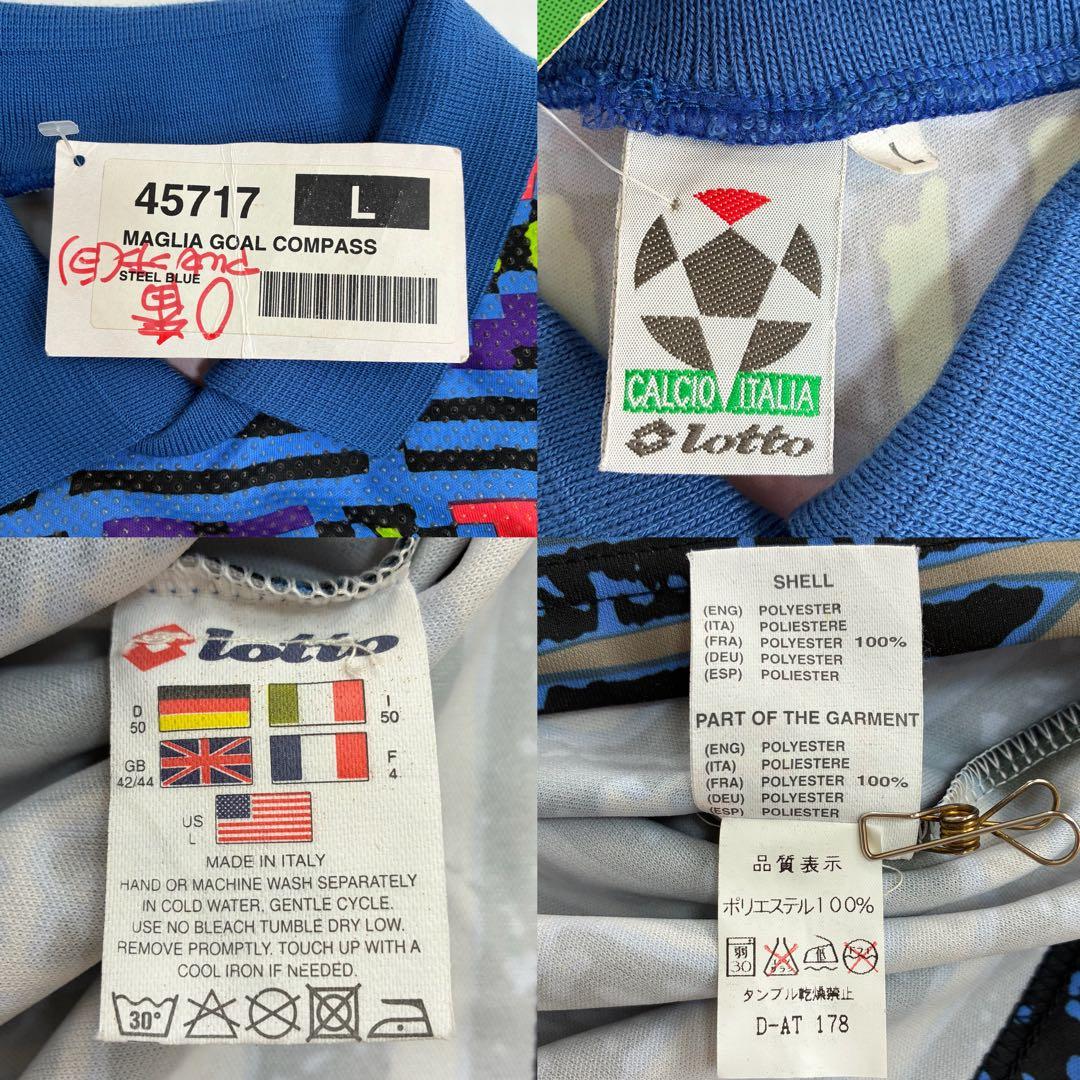 45717 L
MAGLIA GOAL COMPASS
STEEL BLUE
L
CALCIO ITALIA
lotto
lotto
D
50
I
50
GB
42/44
F
4
US
L
MADE IN ITALY
HAND OR MACHINE WASH SEPARATELY
IN COLD WATER, GENTLE CYCLE.
USE NO BLEACH TUMBLE DRY LOW.
REMOVE PROMPTLY. TOUCH UP WITH A
COOL IRON IF NEEDED.
30°
SHELL
(ENG) POLYESTER
(ITA) POLIESTERE
(FRA) POLYESTER 100%
(DEU) POLYESTER
(ESP) POLIESTER
PART OF THE GARMENT
(ENG) POLYESTER
(ITA) POLIESTERE
(FRA) POLYESTER 100%
(DEU) POLYESTER
(ESP) POLIESTER
品質表示
ポリエステル100%
弱
30
タンブル乾燥禁止
D-AT 178